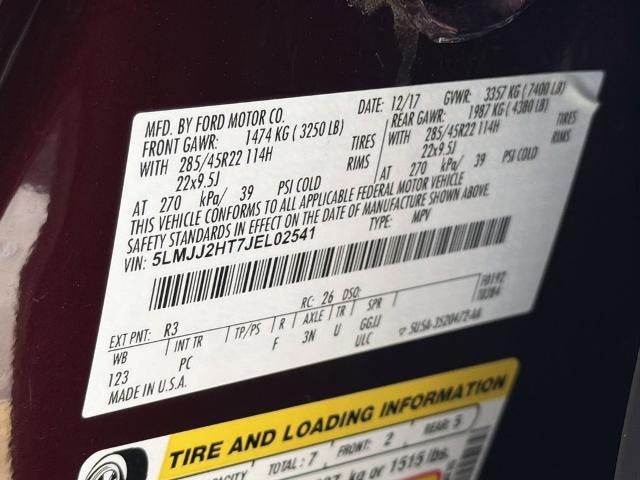 MFD. BY FORD MOTOR CO.
DATE: 12/17 GVWR: 3357 KG (7400 LB)
FRONT GAWR: 1474 KG (3250 LB)
REAR GAWR: 1987 KG (4380 LB)
WITH 285/45R22 114H TIRES
WITH 285/45R22 114H TIRES
22x9.5J RIMS
22x9.5J RIMS
AT 270 kPa/ 39 PSI COLD
AT 270 kPa/ 39 PSI COLD
THIS VEHICLE CONFORMS TO ALL APPLICABLE FEDERAL MOTOR VEHICLE
SAFETY STANDARDS IN EFFECT ON THE DATE OF MANUFACTURE SHOWN ABOVE.
VIN: 5LMJJ2HT7JEL02541 TYPE: MPV
EXT PNT: R3 RC: 26 DSO:
WB INT TR TP/PS R AXLE TR SPR
123 PC F 3N U GGJJ
ULC
MADE IN U.S.A.
TIRE AND LOADING INFORMATION
TOTAL: 7 FRONT: 2 REAR: 5
kg or 1515 lbs.